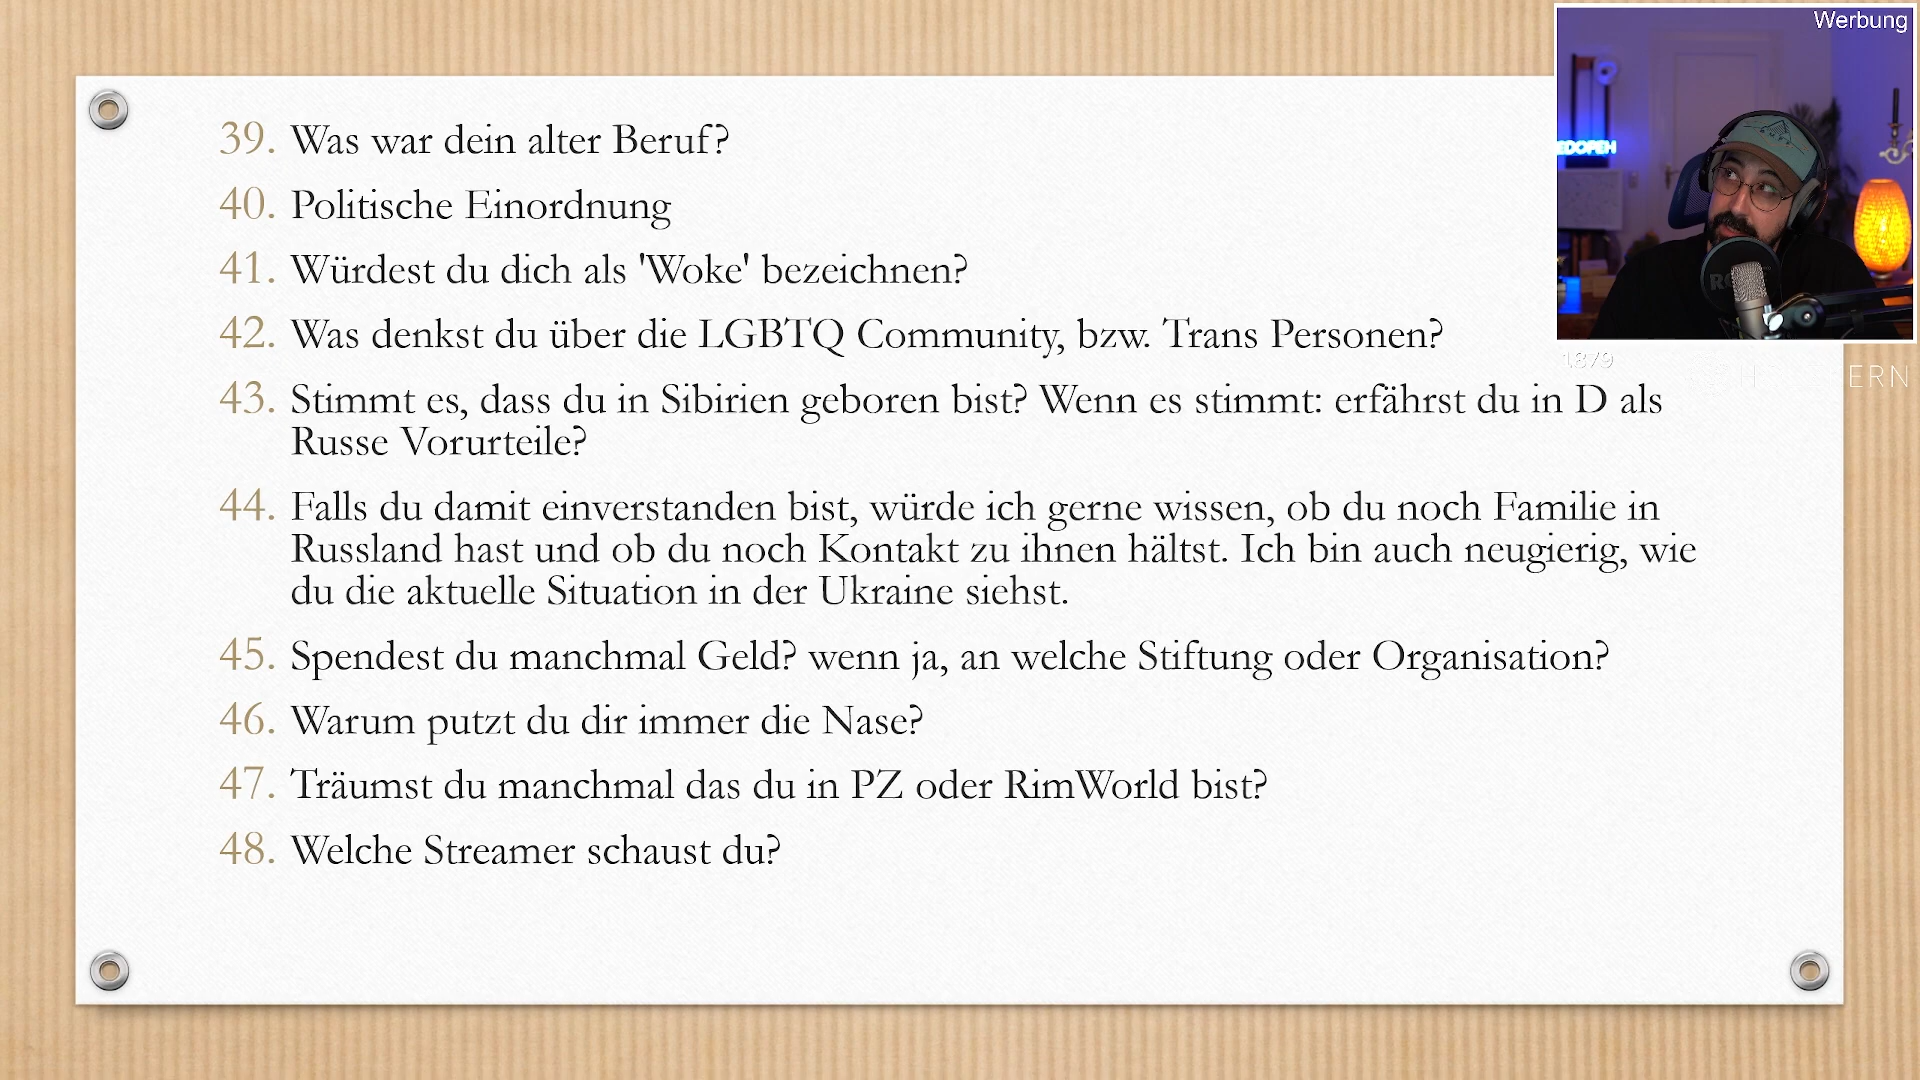 Werbung
39. Was war dein alter Beruf?
40. Politische Einordnung
41. Würdest du dich als 'Woke' bezeichnen?
42. Was denkst du über die LGBTQ Community, bzw. Trans Personen?
1879
ERN
43. Stimmt es, dass du in Sibirien geboren bist? Wenn es stimmt: erfährst du in D als
Russe Vorurteile?
44. Falls du damit einverstanden bist, würde ich gerne wissen, ob du noch Familie in
Russland hast und ob du noch Kontakt zu ihnen hältst. Ich bin auch neugierig, wie
du die aktuelle Situation in der Ukraine siehst.
45. Spendest du manchmal Geld? wenn ja, an welche Stiftung oder Organisation?
46. Warum putzt du dir immer die Nase?
47. Träumst du manchmal das du in PZ oder RimWorld bist?
48. Welche Streamer schaust du?